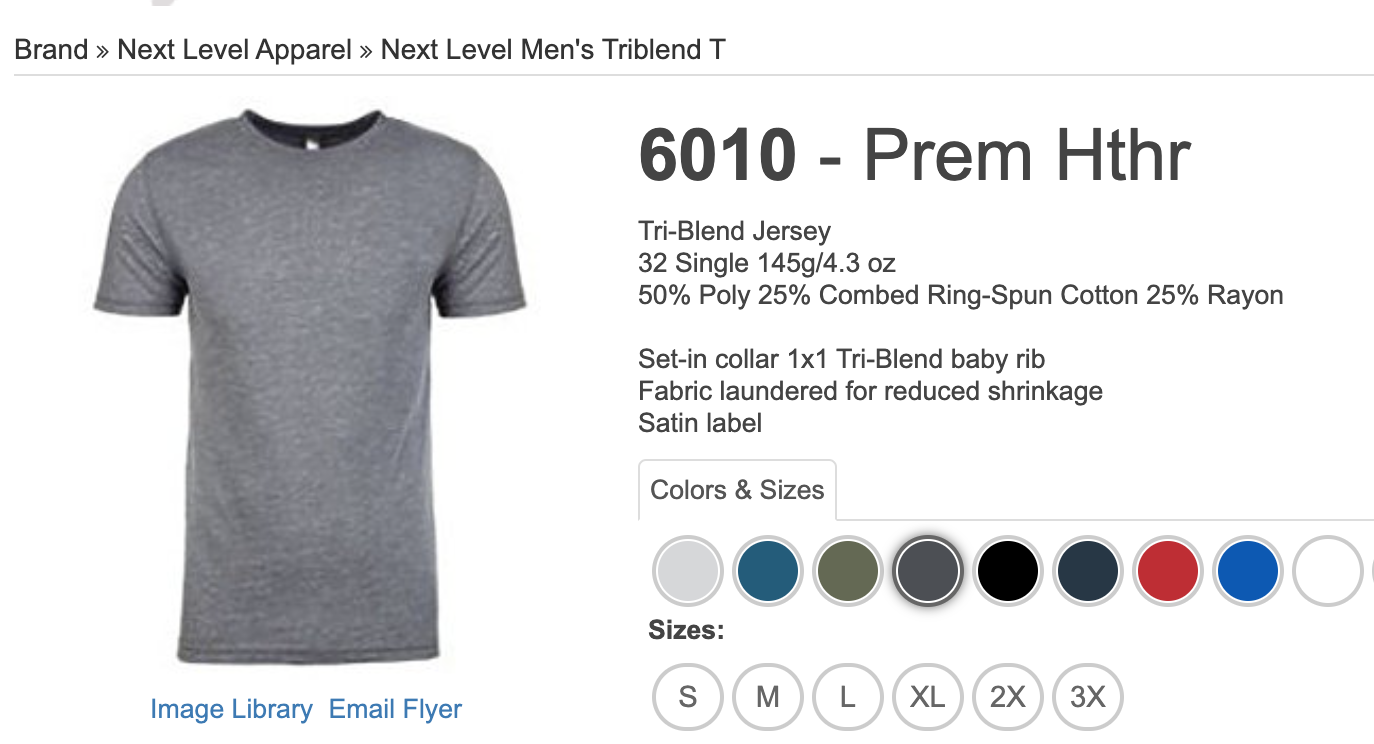 Brand » Next Level Apparel » Next Level Men's Triblend T
6010 - Prem Hthr
Tri-Blend Jersey
32 Single 145g/4.3 oz
50% Poly 25% Combed Ring-Spun Cotton 25% Rayon
Set-in collar 1x1 Tri-Blend baby rib
Fabric laundered for reduced shrinkage
Satin label
Colors & Sizes
Sizes:
S M L XL 2X 3X
Image Library Email Flyer